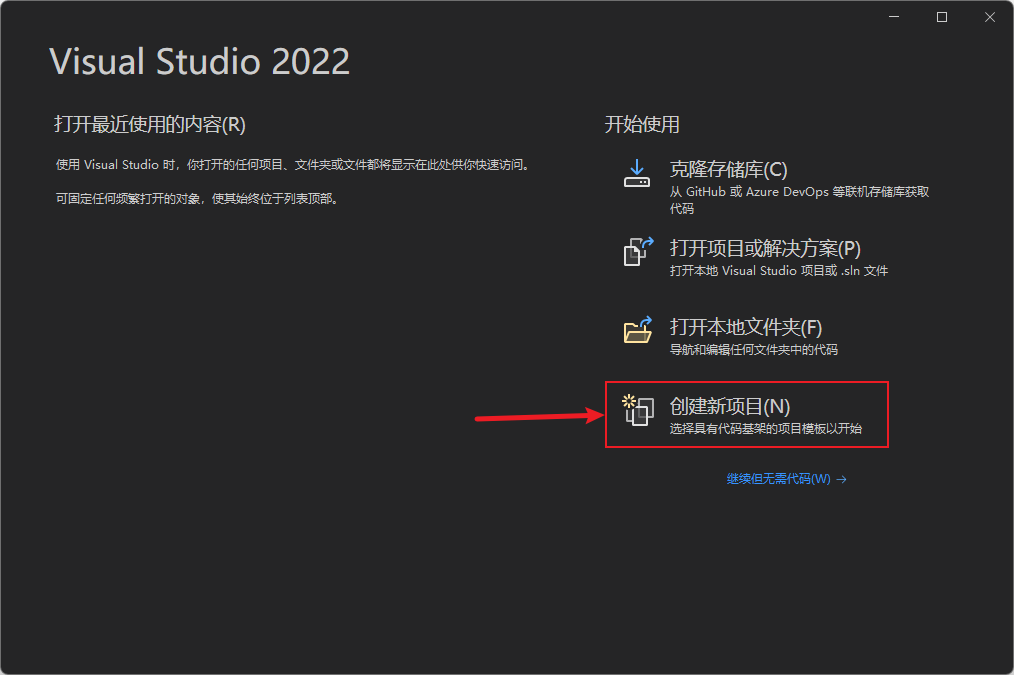 Visual Studio 2022
打开最近使用的内容(R)
使用 Visual Studio 时，你打开的任何项目、文件夹或文件都将显示在此处供你快速访问。
可固定任何频繁打开的对象，使其始终位于列表顶部。
开始使用
克隆存储库(C)
从 GitHub 或 Azure DevOps 等联机存储库获取
代码
打开项目或解决方案(P)
打开本地 Visual Studio 项目或 .sln 文件
打开本地文件夹(F)
导航和编辑任何文件夹中的代码
创建新项目(N)
选择具有代码基架的项目模板以开始
继续但无需代码(W) →